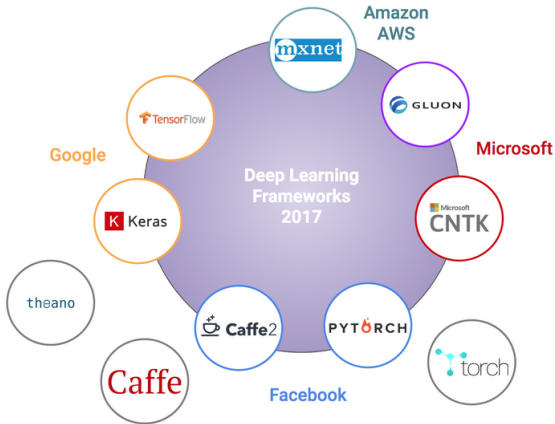 Amazon
AWS
mxnet
GLUON
TensorFlow
Google
Microsoft
Deep Learning
Frameworks
2017
Keras
Microsoft
CNTK
theano
Caffe2
PYTORCH
torch
Caffe
Facebook